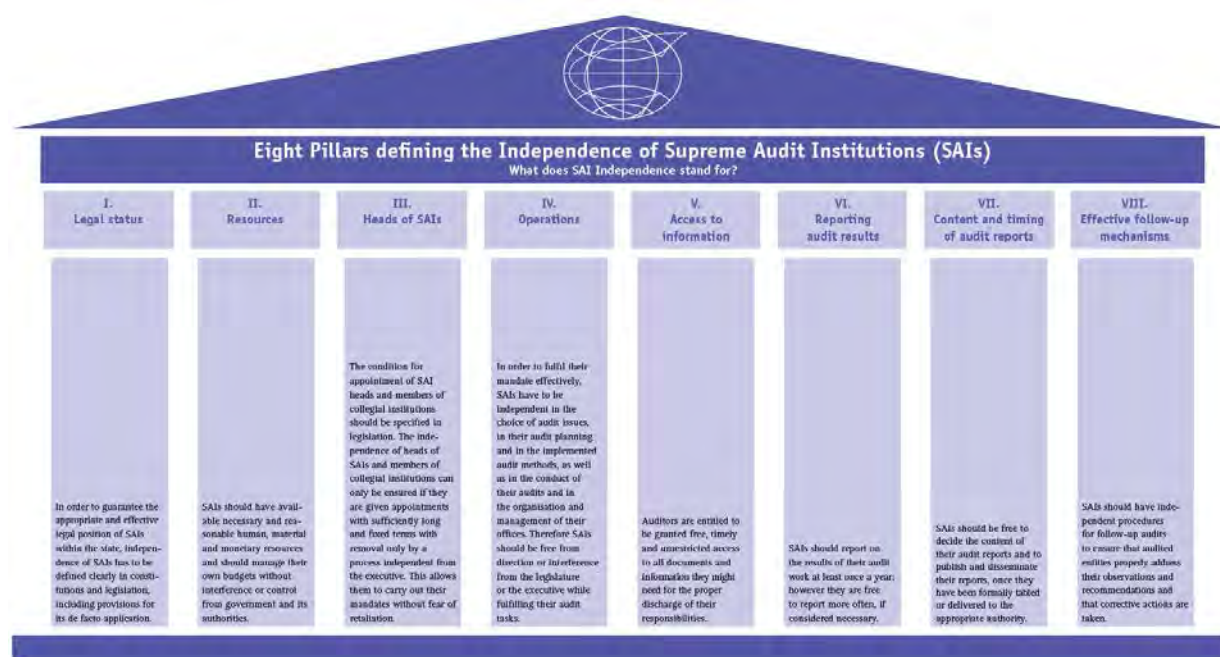 Eight Pillars defining the Independence of Supreme Audit Institutions (SAIs)
What does SAI Independence stand for?
I.
Legal status
II.
Resources
III.
Heads of SAIs
IV.
Operations
V.
Access to
information
VI.
Reporting
audit results
VII.
Content and timing
of audit reports
VIII.
Effective follow-up
mechanisms
In order to guarantee the
appropriate and effective
legal position of SAIs
within the state, indepen-
dence of SAIs has to be
defined clearly in consti-
tutions and legislation,
including provisions for
its de facto application.
SAIs should have avail-
able necessary and rea-
sonable human, material
and monetary resources
and should manage their
own budgets without
interference or control
from government and its
authorities.
The condition for
appointment of SAI
heads and members of
collegial institutions
should be specified in
legislation. The inde-
pendence of heads of
SAIs and members of
collegial institutions can
only be ensured if they
are given appointments
with sufficiently long
and fixed terms with
removal only by a
process independent from
the executive. This allows
them to carry out their
mandates without fear of
retaliation.
In order to fulfil their
mandate effectively,
SAIs have to be
independent in the
choice of audit issues,
in their audit planning
and in the implemented
audit methods, as well
as in the conduct of
their audits and in
the organisation and
management of their
offices. Therefore SAIs
should be free from
direction or interference
from the legislature
or the executive while
fulfilling their audit
tasks.
Auditors are entitled to
be granted free, timely
and unrestricted access
to all documents and
information they might
need for the proper
discharge of their
responsibilities.
SAIs should report on
the results of their audit
work at least once a year;
however they are free
to report more often, if
considered necessary.
SAIs should be free to
decide the content of
their audit reports and to
publish and disseminate
their reports, once they
have been formally tabled
or delivered to the
appropriate authority.
SAIs should have inde-
pendent procedures
for follow-up audits
to ensure that audited
entities properly address
their observations and
recommendations and
that corrective actions are
taken.